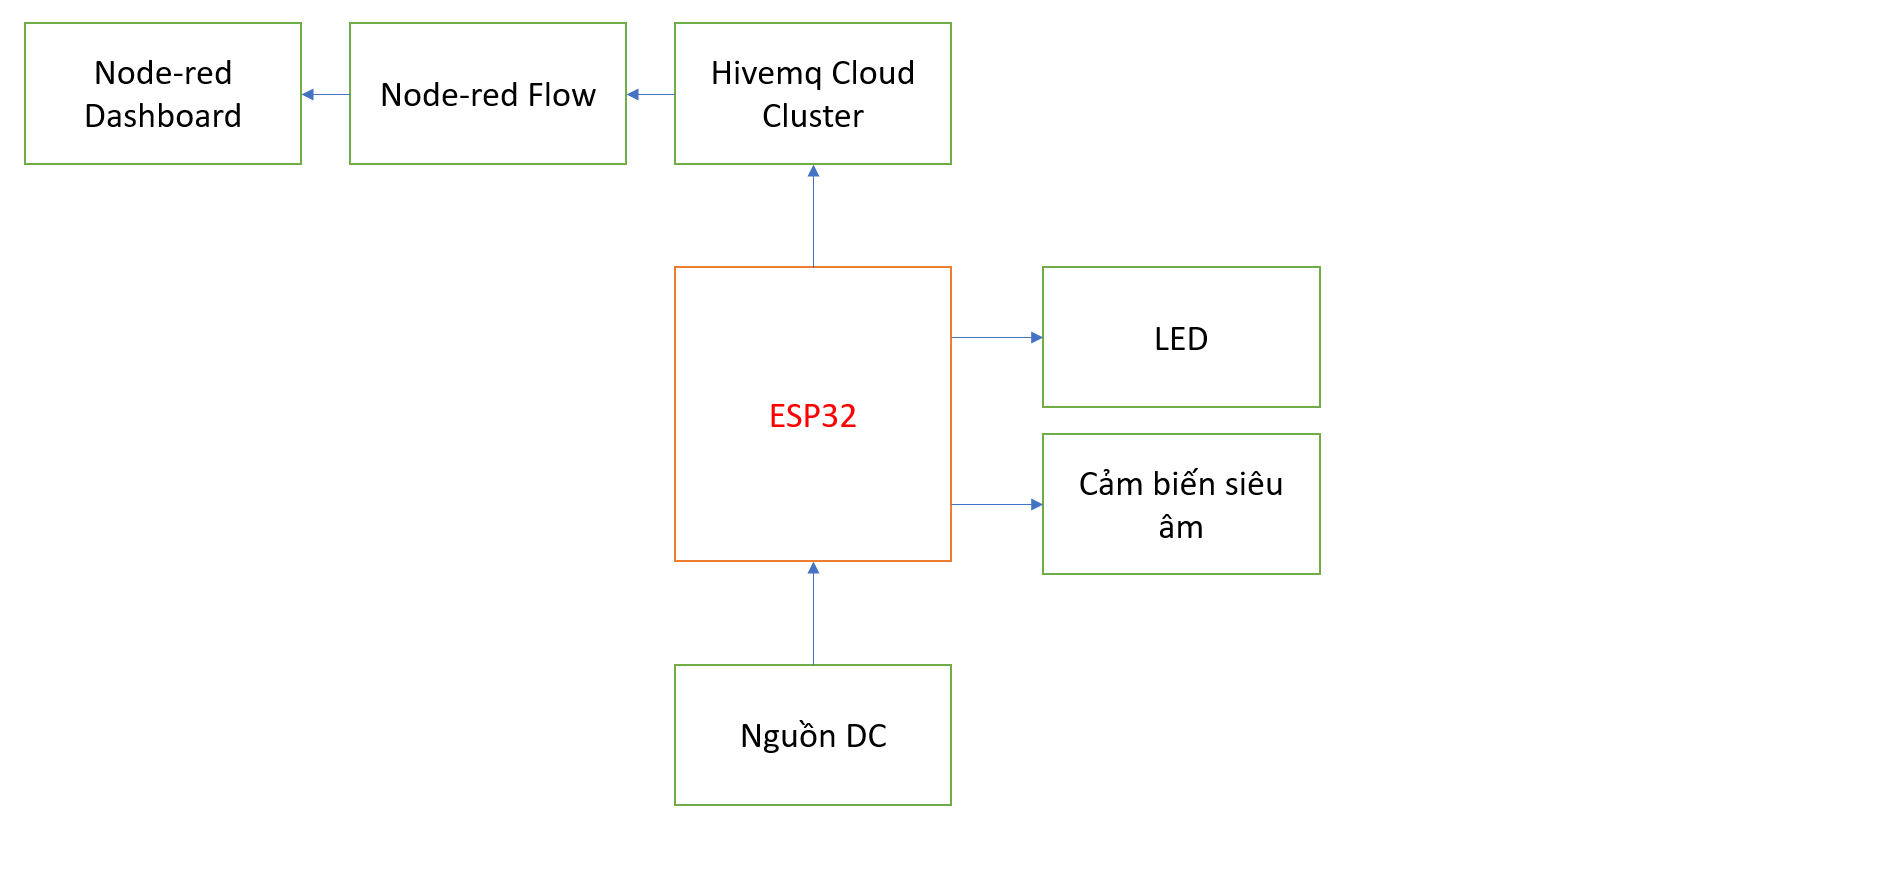 Node-red
Dashboard
Node-red Flow
Hivemq Cloud
Cluster
LED
ESP32
Cảm biến siêu
âm
Nguồn DC